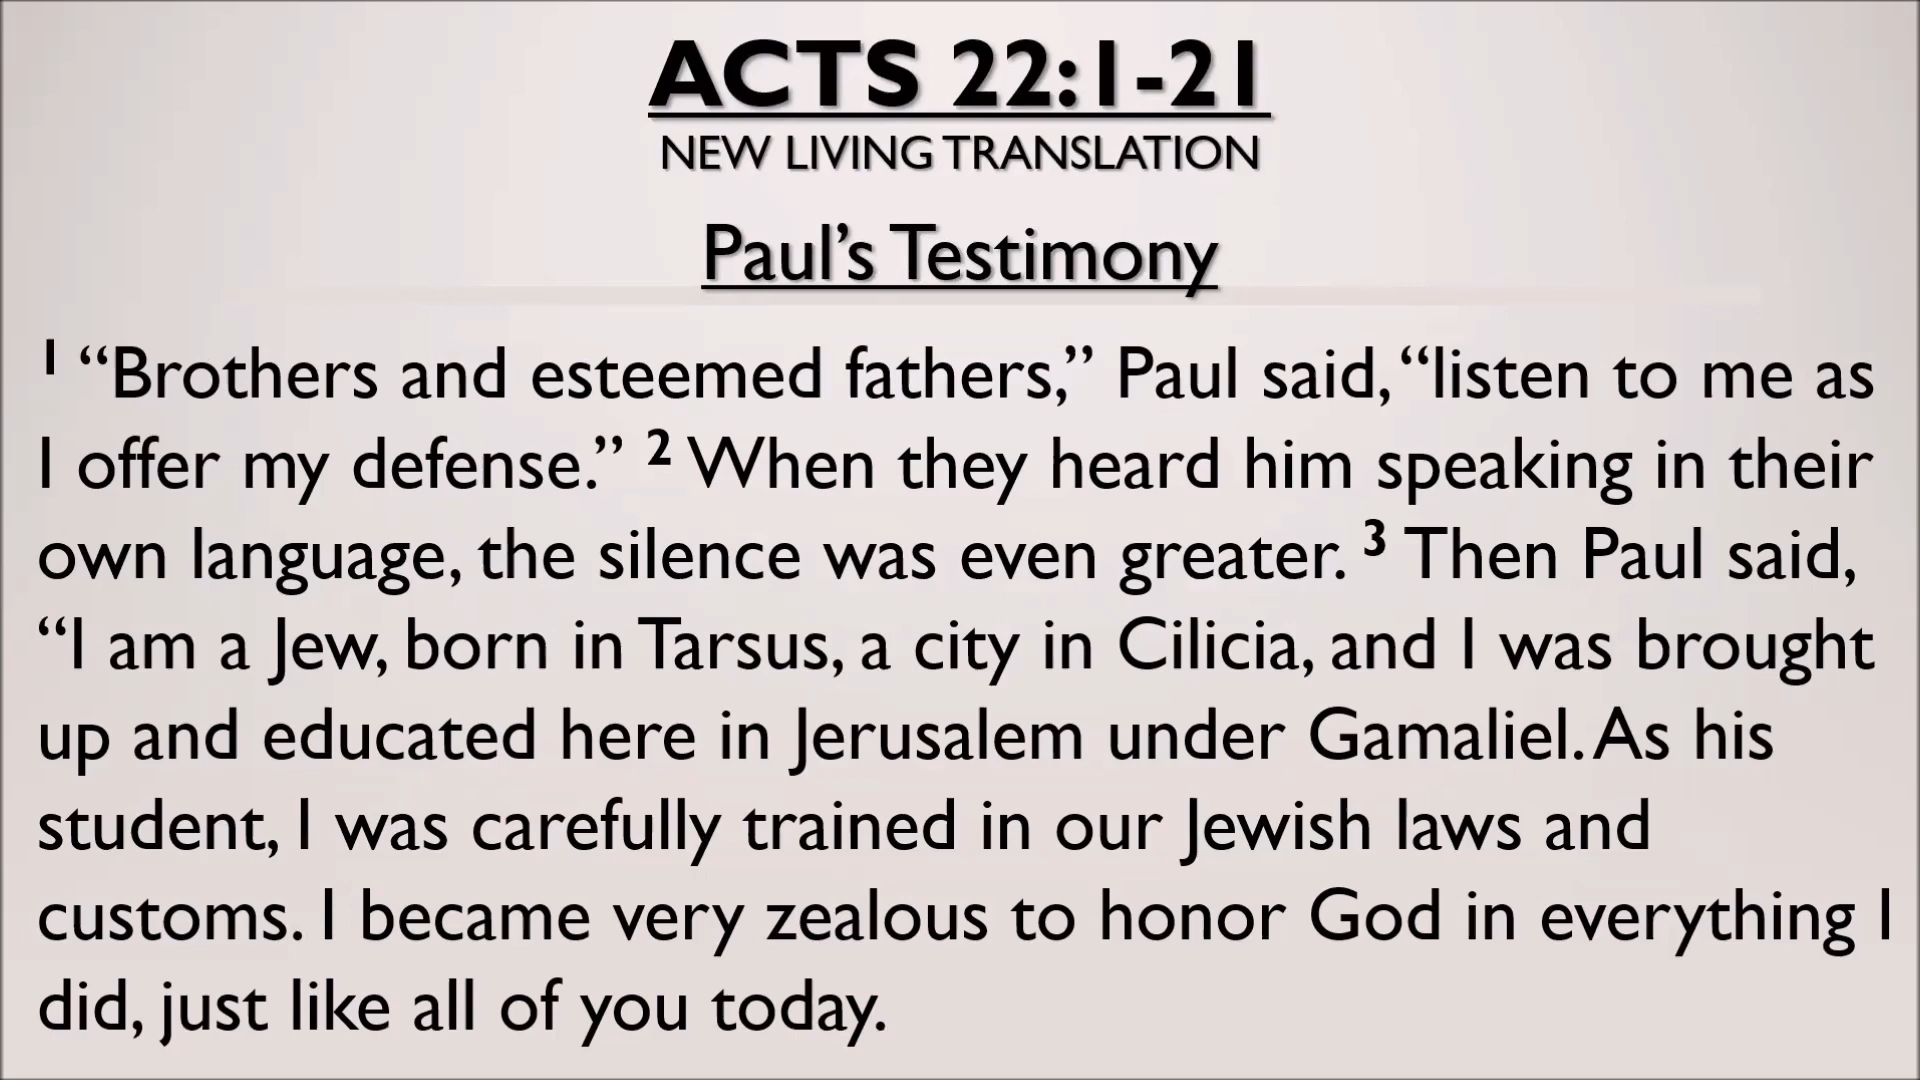 ACTS 22:1-21
NEW LIVING TRANSLATION
Paul’s Testimony
1 “Brothers and esteemed fathers,” Paul said, “listen to me as
I offer my defense.” 2 When they heard him speaking in their
own language, the silence was even greater. 3 Then Paul said,
“I am a Jew, born in Tarsus, a city in Cilicia, and I was brought
up and educated here in Jerusalem under Gamaliel. As his
student, I was carefully trained in our Jewish laws and
customs. I became very zealous to honor God in everything I
did, just like all of you today.